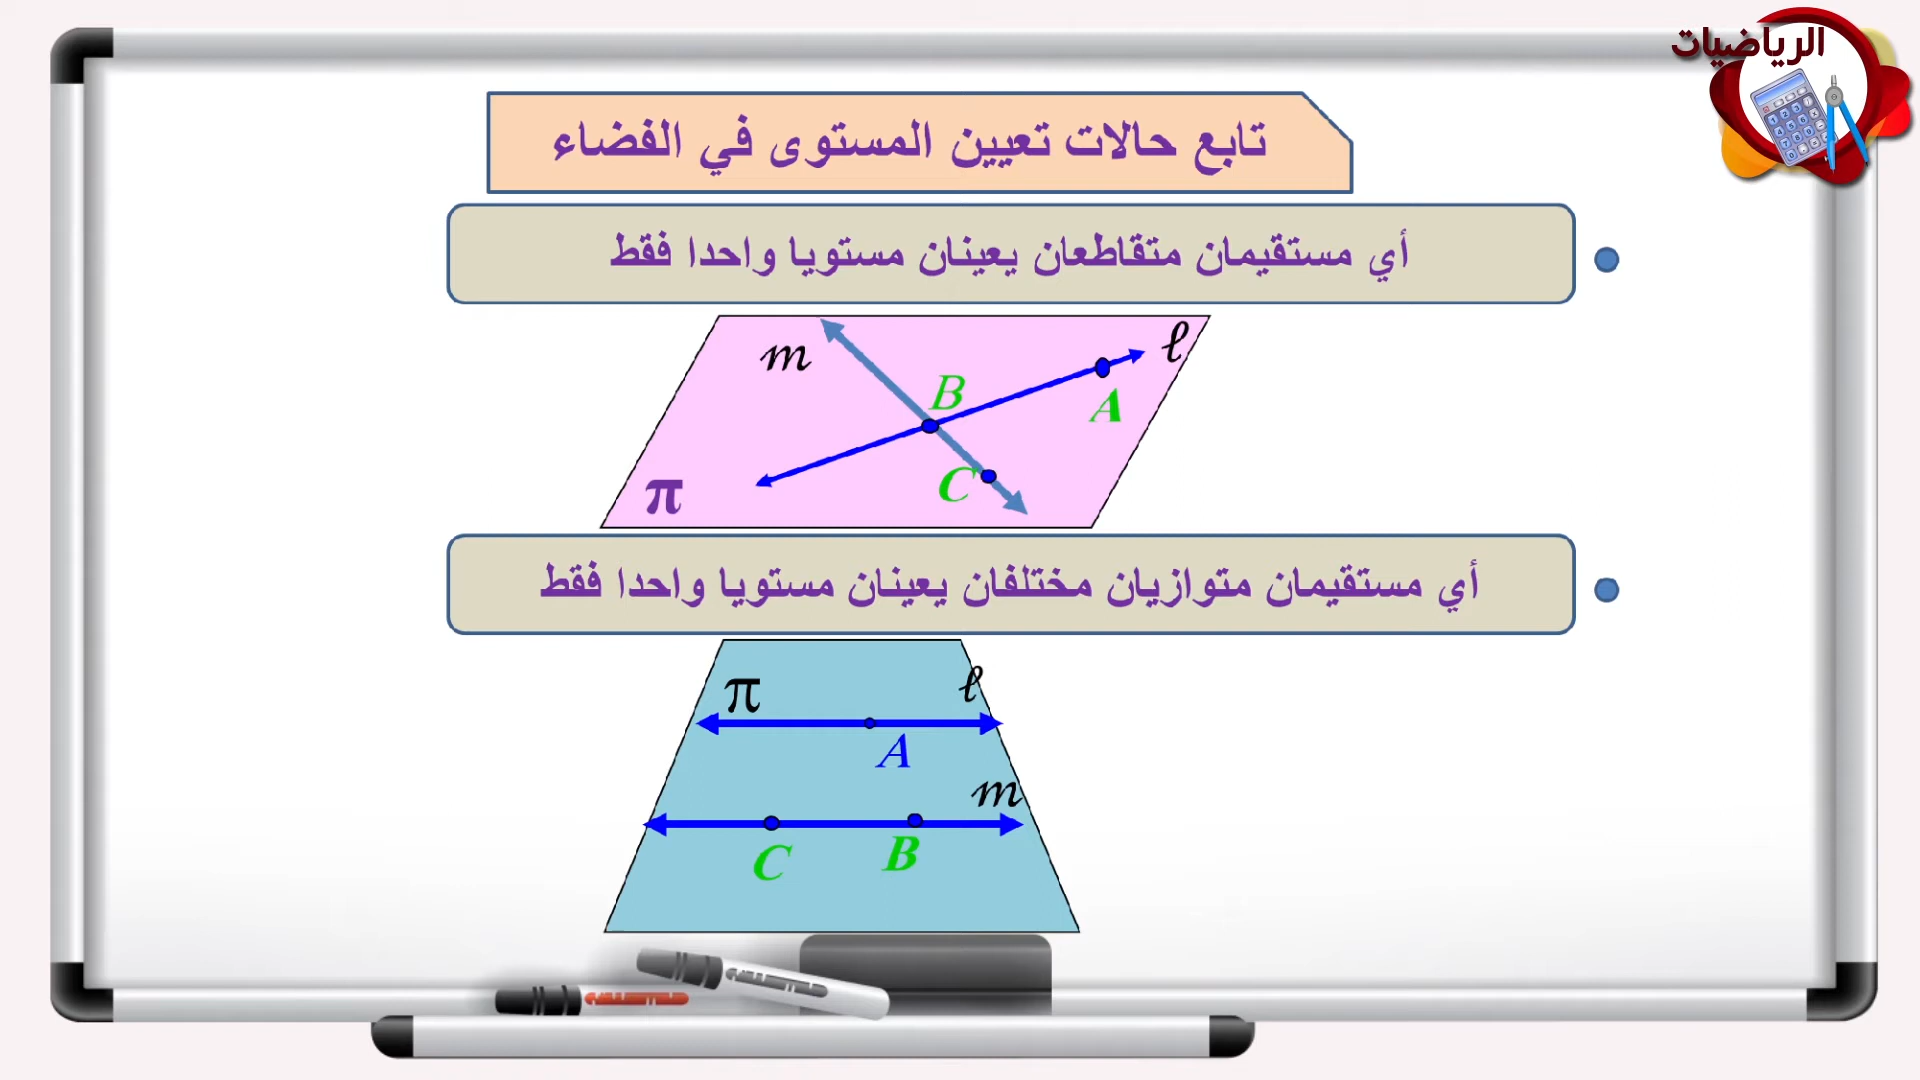 الرياضيات
تابع حالات تعيين المستوى في الفضاء
أي مستقيمان متقاطعان يعينان مستويا واحدا فقط
m
ℓ
B
A
C
π
أي مستقيمان متوازيان مختلفان يعينان مستويا واحدا فقط
π
ℓ
A
m
C
B